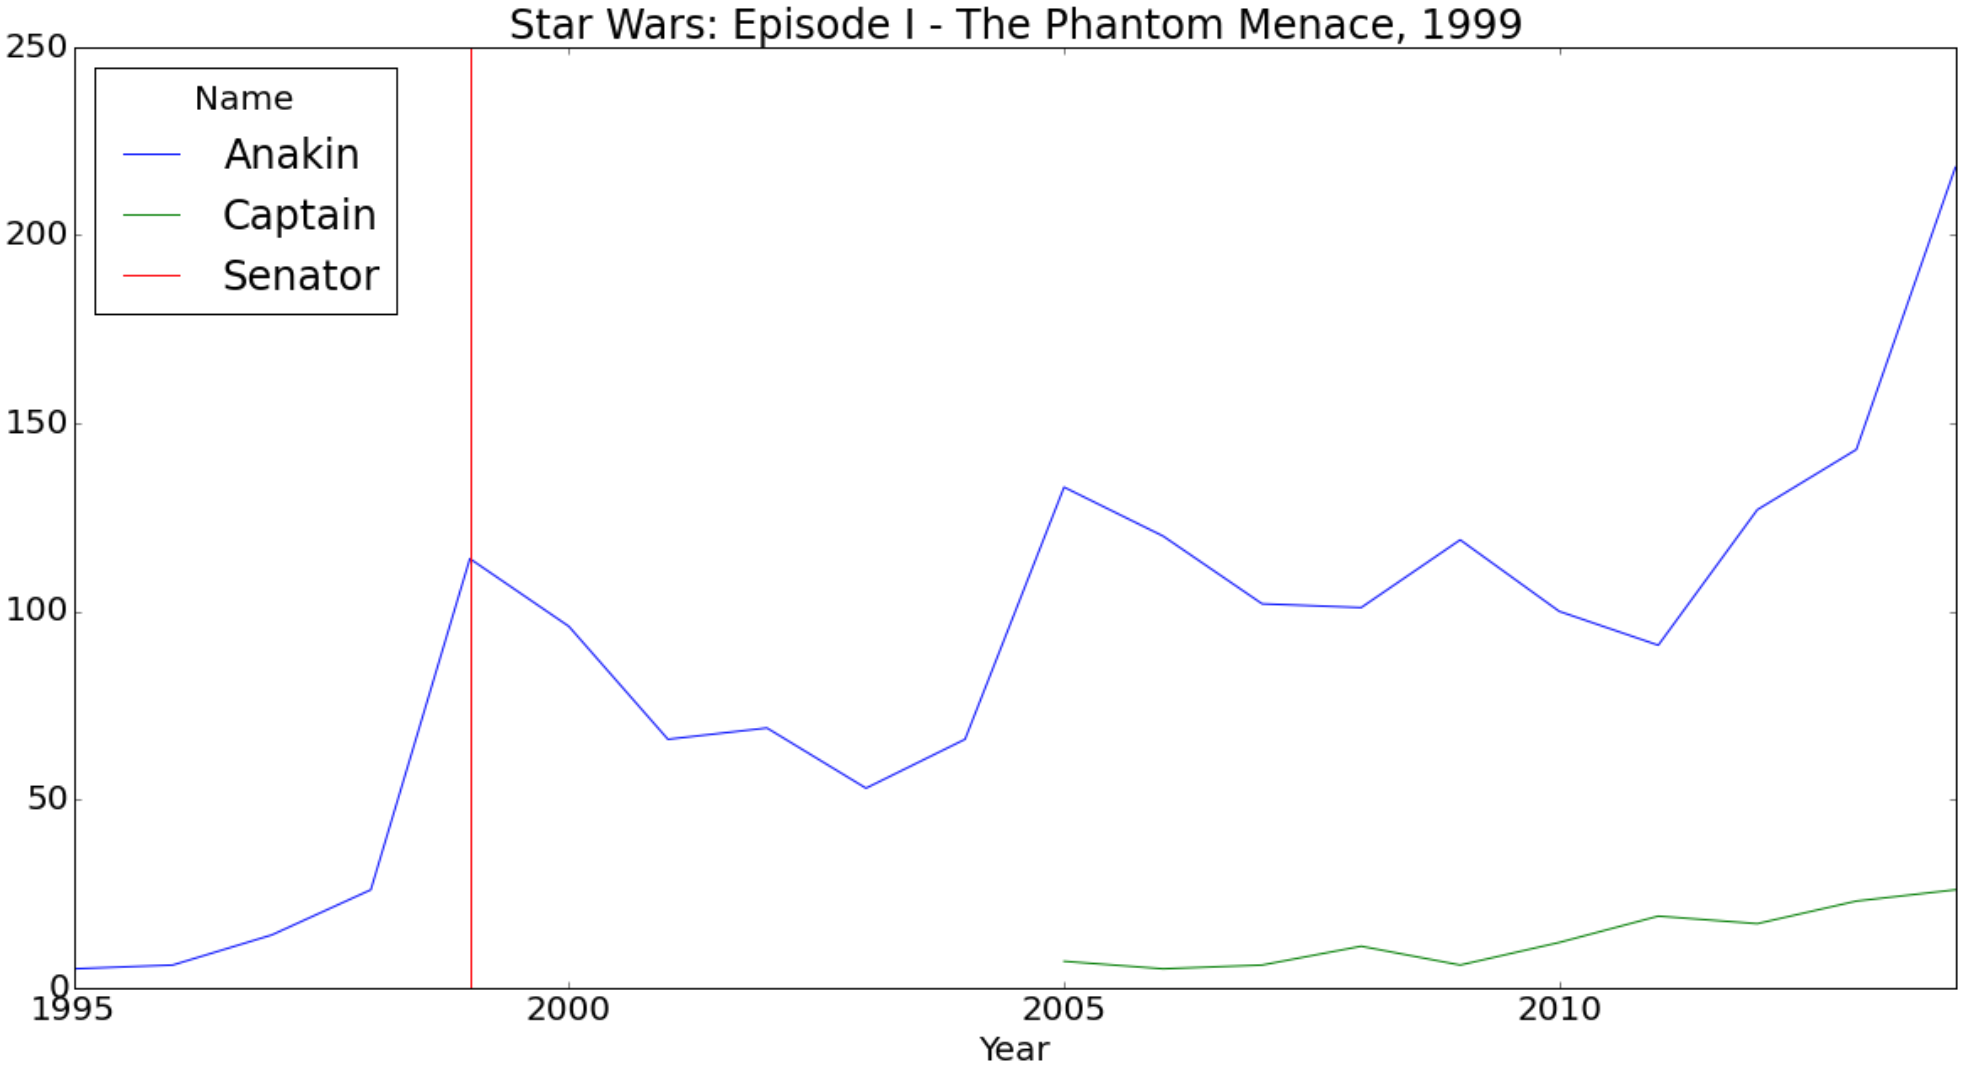 Star Wars: Episode I - The Phantom Menace, 1999
250
200
150
100
50
0
Name
Anakin
Captain
Senator
1995 2000 2005 2010
Year